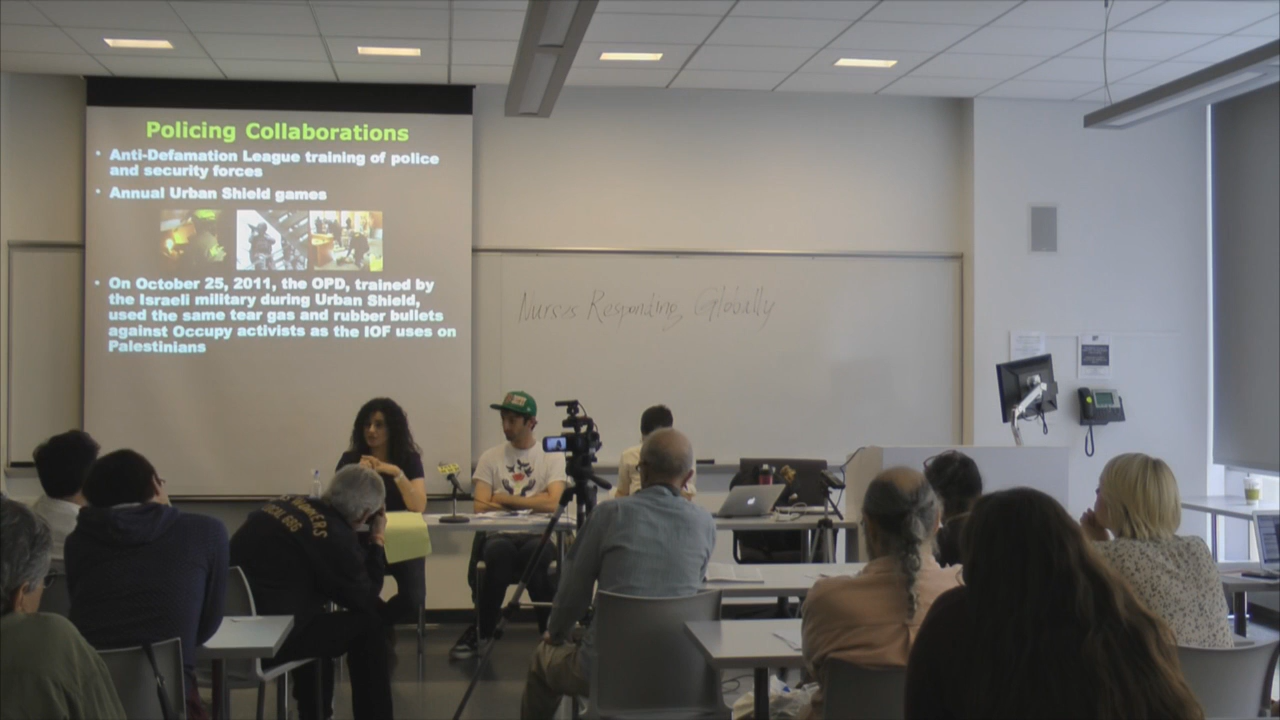 Policing Collaborations
• Anti-Defamation League training of police
and security forces
• Annual Urban Shield games
• On October 25, 2011, the OPD, trained by
the Israeli military during Urban Shield,
used the same tear gas and rubber bullets
against Occupy activists as the IOF uses on
Palestinians
Nurses Responding Globally